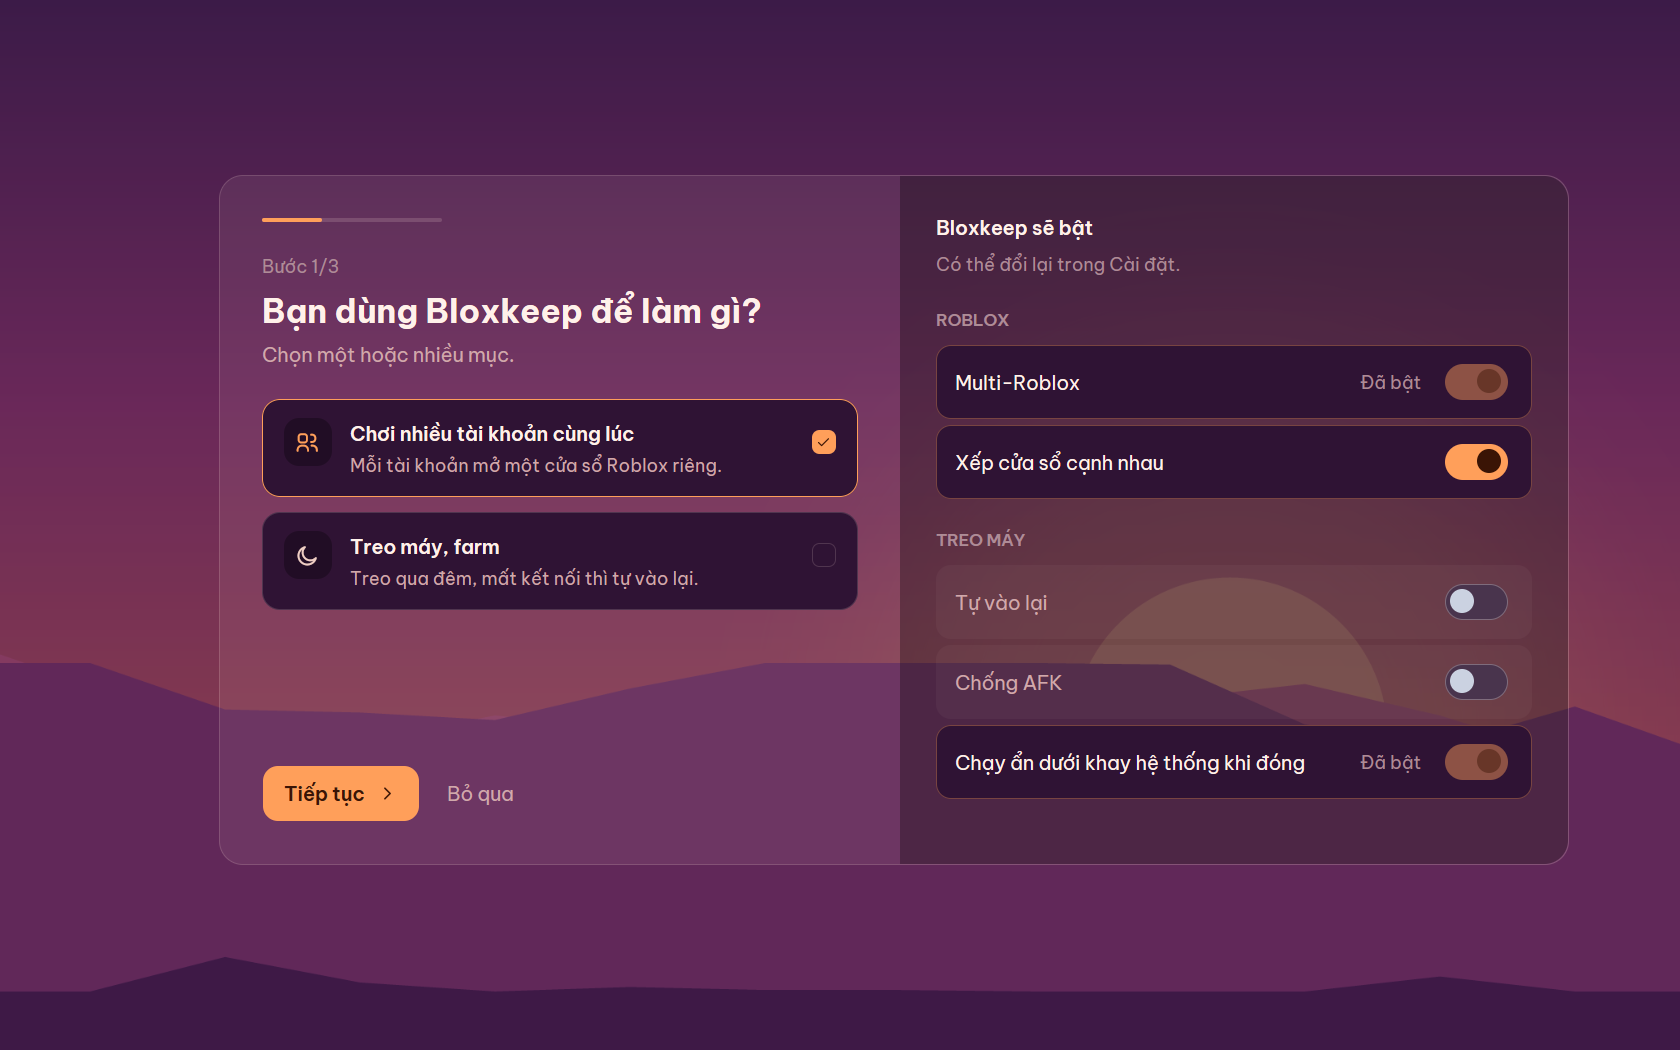 Bước 1/3
Bạn dùng Bloxkeep để làm gì?
Chọn một hoặc nhiều mục.
Chơi nhiều tài khoản cùng lúc
Mỗi tài khoản mở một cửa sổ Roblox riêng.
Treo máy, farm
Treo qua đêm, mất kết nối thì tự vào lại.
Tiếp tục
Bỏ qua
Bloxkeep sẽ bật
Có thể đổi lại trong Cài đặt.
ROBLOX
Multi-Roblox Đã bật
Xếp cửa sổ cạnh nhau
TREO MÁY
Tự vào lại
Chống AFK
Chạy ẩn dưới khay hệ thống khi đóng Đã bật